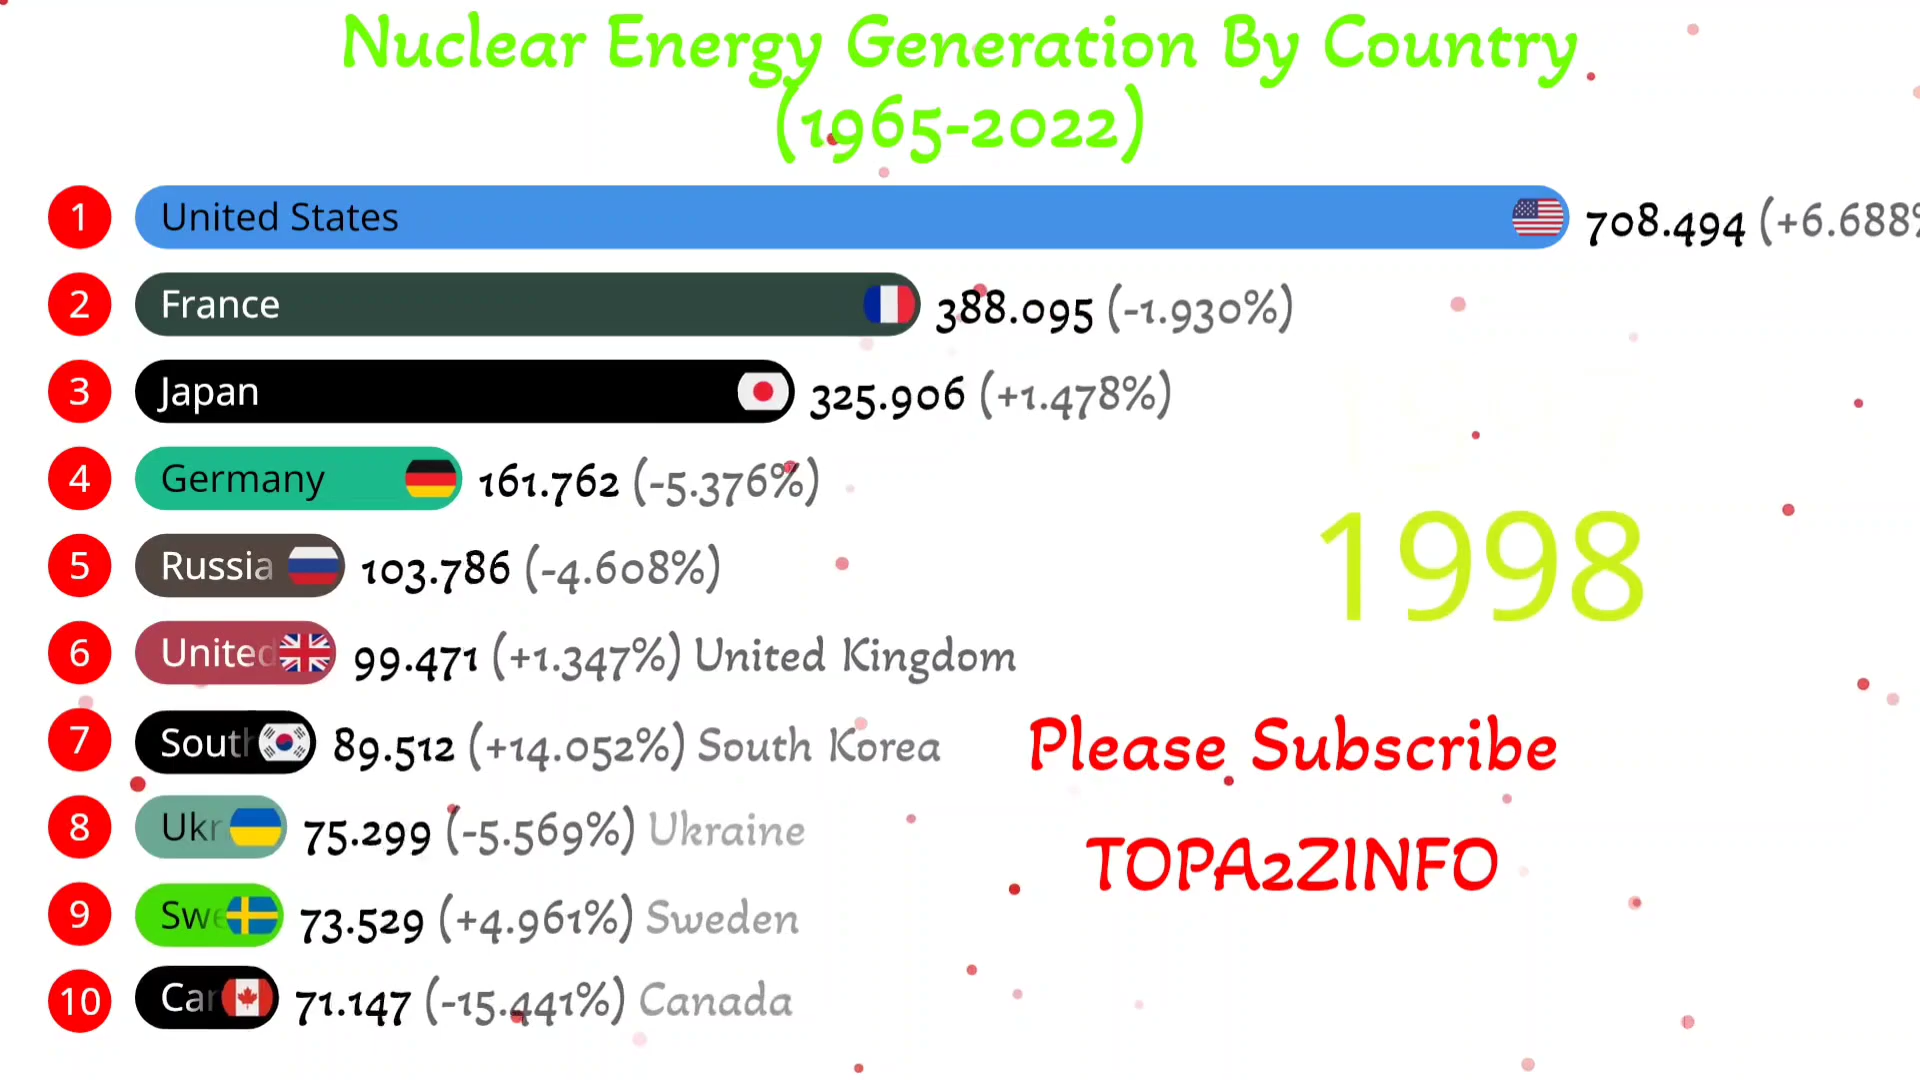 Nuclear Energy Generation By Country
(1965-2022)
1 United States 708.494 (+6.688%
2 France 388.095 (-1.930%)
3 Japan 325.906 (+1.478%)
4 Germany 161.762 (-5.376%)
5 Russia 103.786 (-4.608%)
1998
6 United 99.471 (+1.347%) United Kingdom
7 South 89.512 (+14.052%) South Korea
Please Subscribe
8 Ukr 75.299 (-5.569%) Ukraine
TOPA2ZINFO
9 Swe 73.529 (+4.961%) Sweden
10 Can 71.147 (-15.441%) Canada